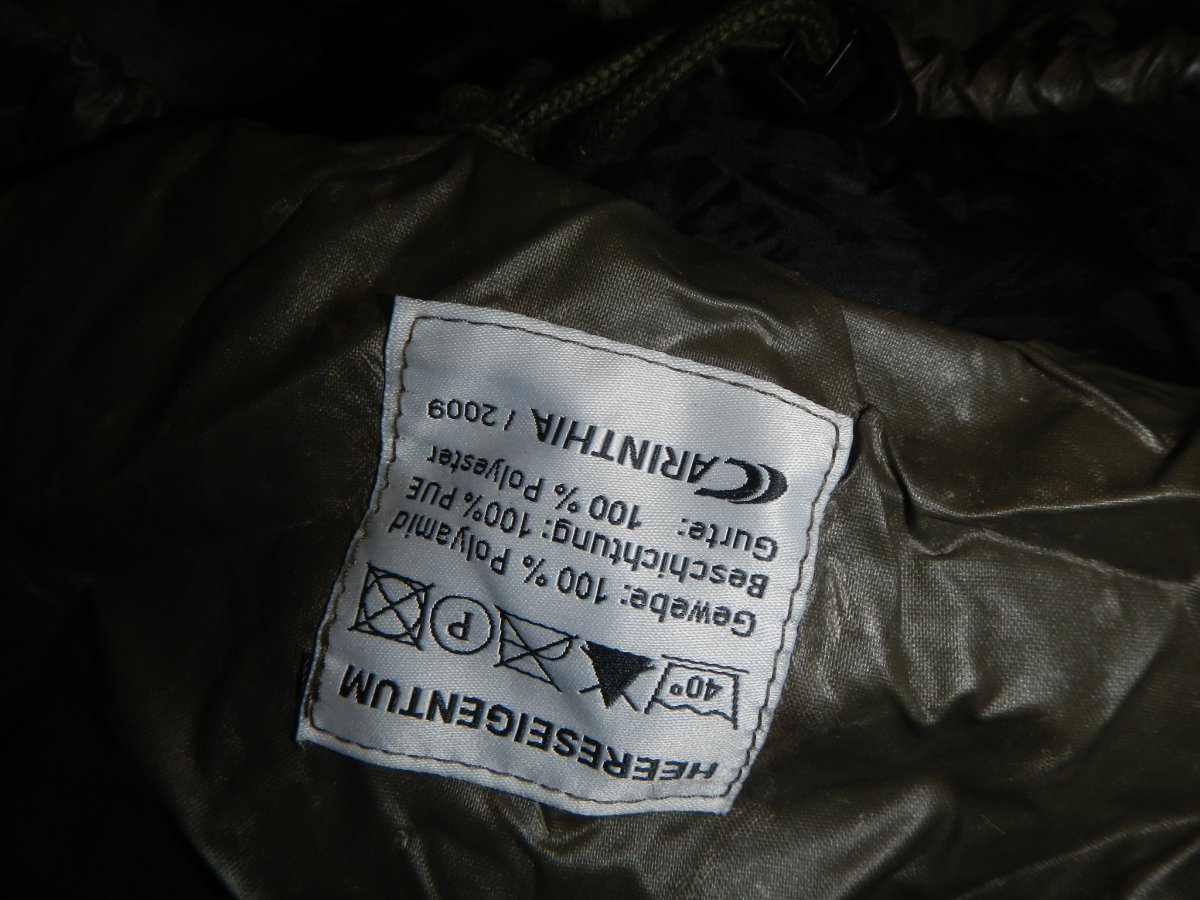 HEERESEIGENTUM
40° P
Gewebe: 100 % Polyamid
Beschichtung: 100% PUE
Gurte: 100 % Polyester
CARINTHIA / 2009